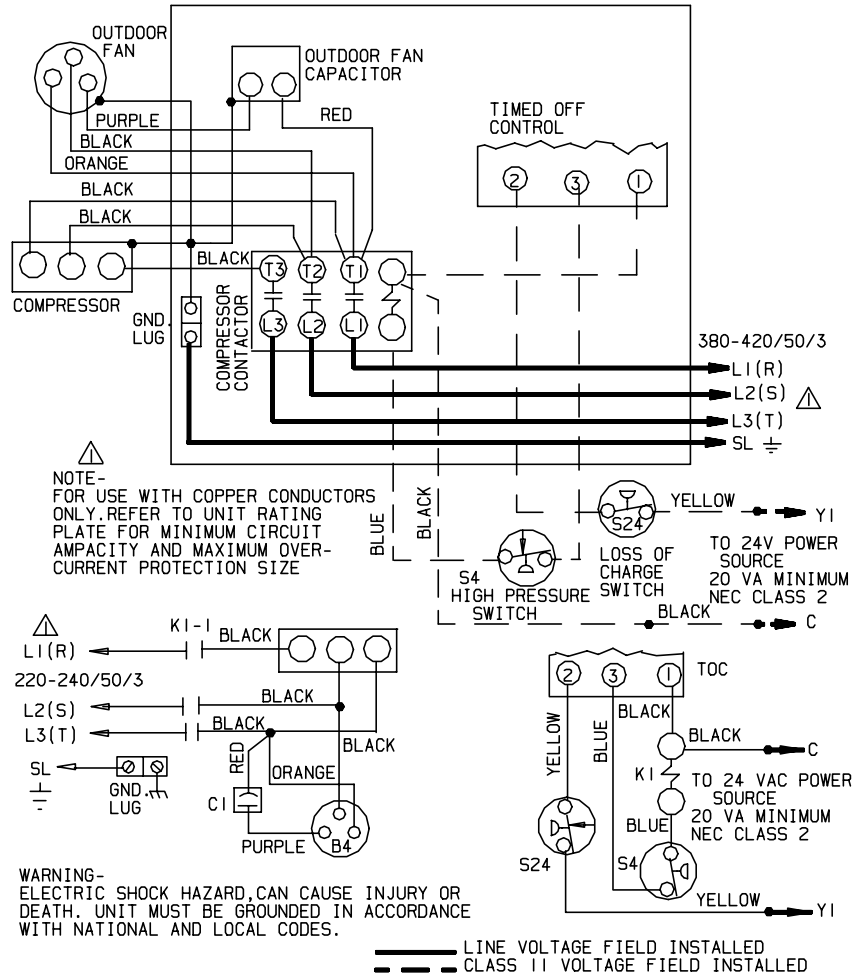 OUTDOOR
FAN
OUTDOOR FAN
CAPACITOR
PURPLE
RED
BLACK
ORANGE
BLACK
BLACK
TIMED OFF
CONTROL
2
3
1
BLACK
T3
T2
T1
COMPRESSOR
GND.
LUG
COMPRESSOR
CONTACTOR
L3
L2
L1
380-420/50/3
L1(R)
L2(S)
1
L3(T)
SL
1
NOTE-
FOR USE WITH COPPER CONDUCTORS
ONLY.REFER TO UNIT RATING
PLATE FOR MINIMUM CIRCUIT
AMPACITY AND MAXIMUM OVER-
CURRENT PROTECTION SIZE
BLUE
BLACK
S24
YELLOW
Y1
LOSS OF
CHARGE
SWITCH
TO 24V POWER
SOURCE
20 VA MINIMUM
NEC CLASS 2
S4
HIGH PRESSURE
SWITCH
BLACK
C
1
L1(R)
K1-1
BLACK
220-240/50/3
L2(S)
BLACK
L3(T)
BLACK
BLACK
RED
ORANGE
SL
GND.
LUG
C1
PURPLE
B4
TOC
2
3
1
YELLOW
BLUE
BLACK
BLACK
C
K1
TO 24 VAC POWER
SOURCE
20 VA MINIMUM
NEC CLASS 2
BLUE
S24
S4
YELLOW
Y1
WARNING-
ELECTRIC SHOCK HAZARD,CAN CAUSE INJURY OR
DEATH. UNIT MUST BE GROUNDED IN ACCORDANCE
WITH NATIONAL AND LOCAL CODES.
LINE VOLTAGE FIELD INSTALLED
CLASS II VOLTAGE FIELD INSTALLED